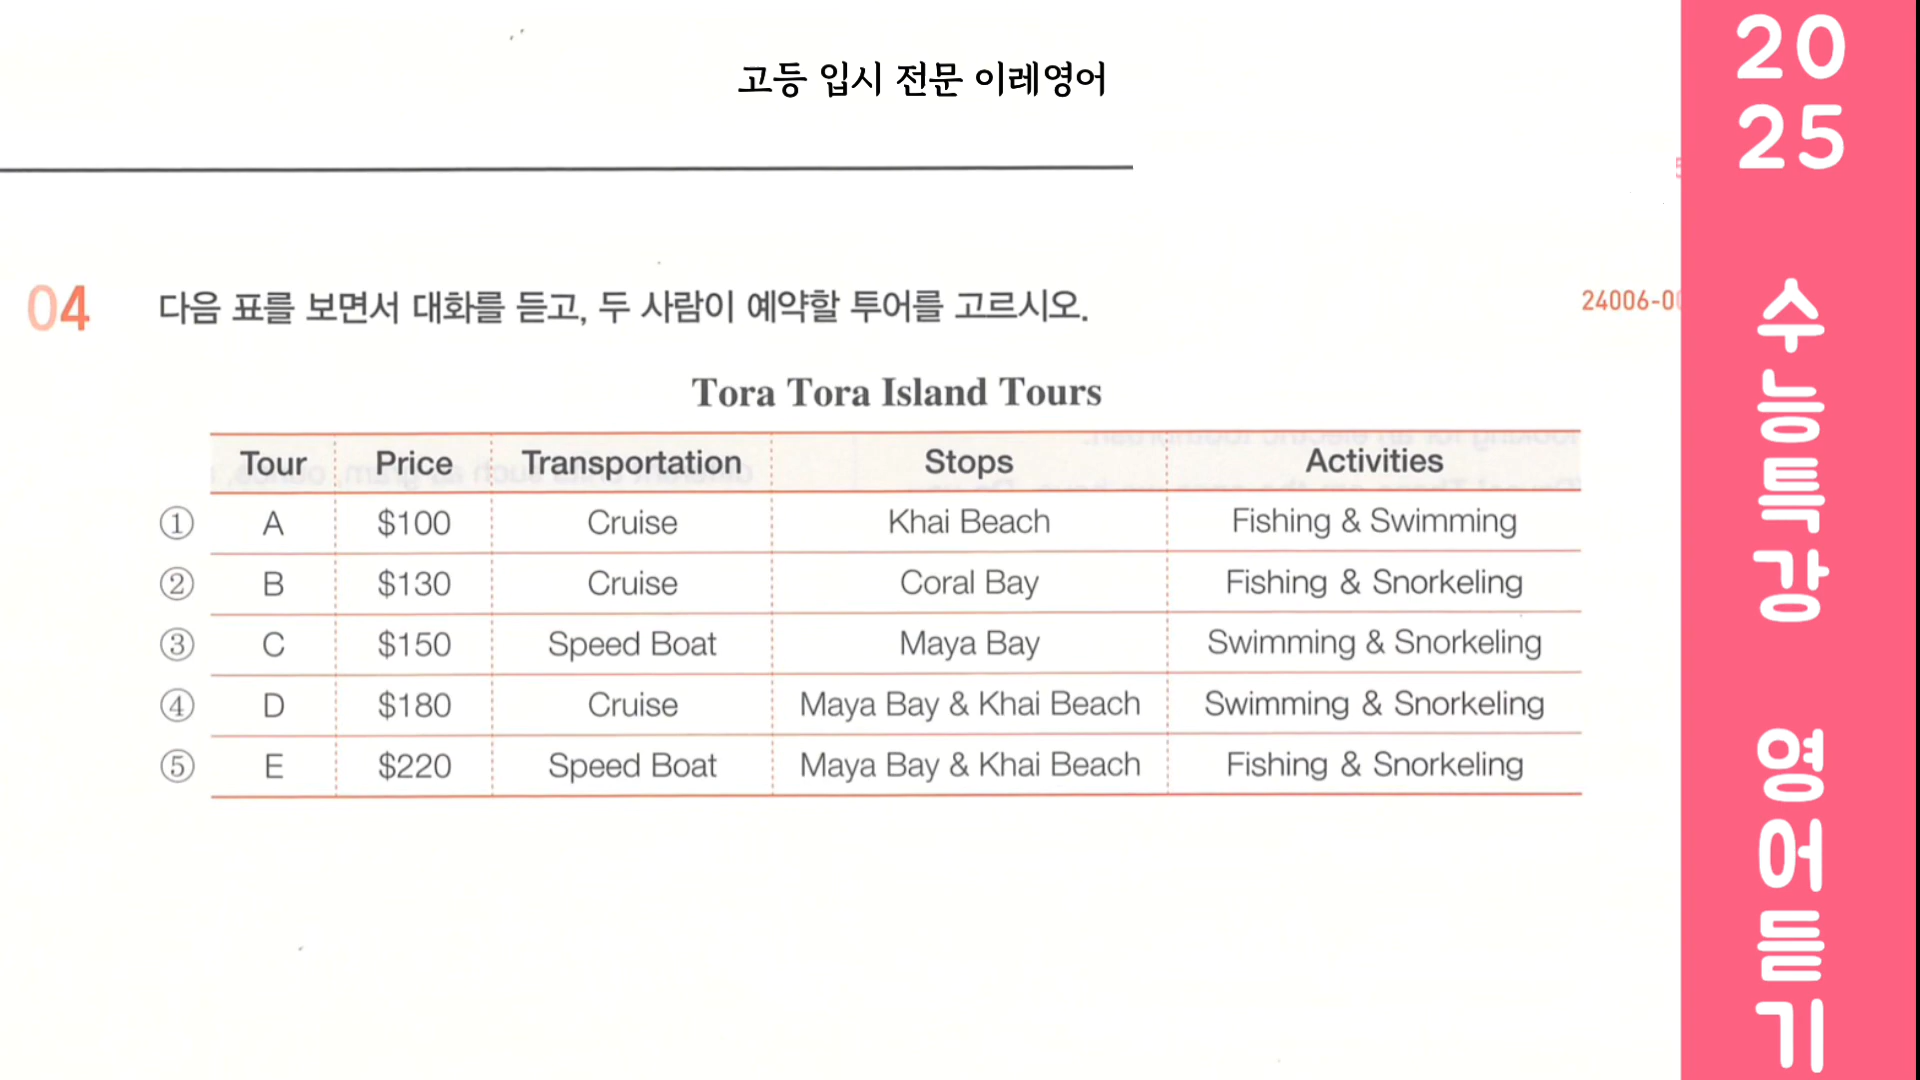 고등 입시 전문 이레영어
04 다음 표를 보면서 대화를 듣고, 두 사람이 예약할 투어를 고르시오.
24006-00
Tora Tora Island Tours
Tour Price Transportation Stops Activities
① A $100 Cruise Khai Beach Fishing & Swimming
② B $130 Cruise Coral Bay Fishing & Snorkeling
③ C $150 Speed Boat Maya Bay Swimming & Snorkeling
④ D $180 Cruise Maya Bay & Khai Beach Swimming & Snorkeling
⑤ E $220 Speed Boat Maya Bay & Khai Beach Fishing & Snorkeling
2025 수능특강 영어듣기